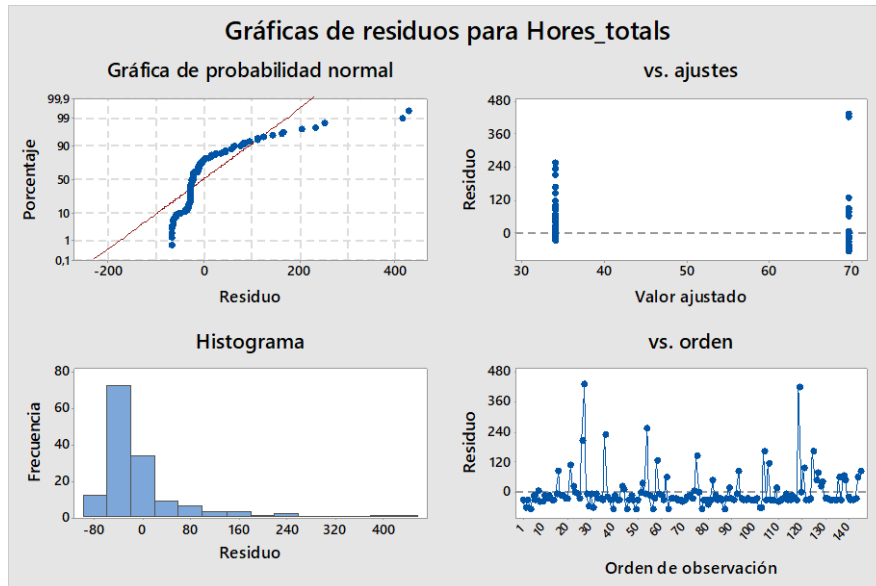 Gráficas de residuos para Hores_totals
Gráfica de probabilidad normal
99,9
99
90
50
10
1
0,1
Porcentaje
-200 0 200 400
Residuo
vs. ajustes
480
360
240
120
0
Residuo
30 40 50 60 70
Valor ajustado
Histograma
80
60
40
20
0
Frecuencia
-80 0 80 160 240 320 400
Residuo
vs. orden
480
360
240
120
0
Residuo
1 10 20 30 40 50 60 70 80 90 100 110 120 130 140
Orden de observación